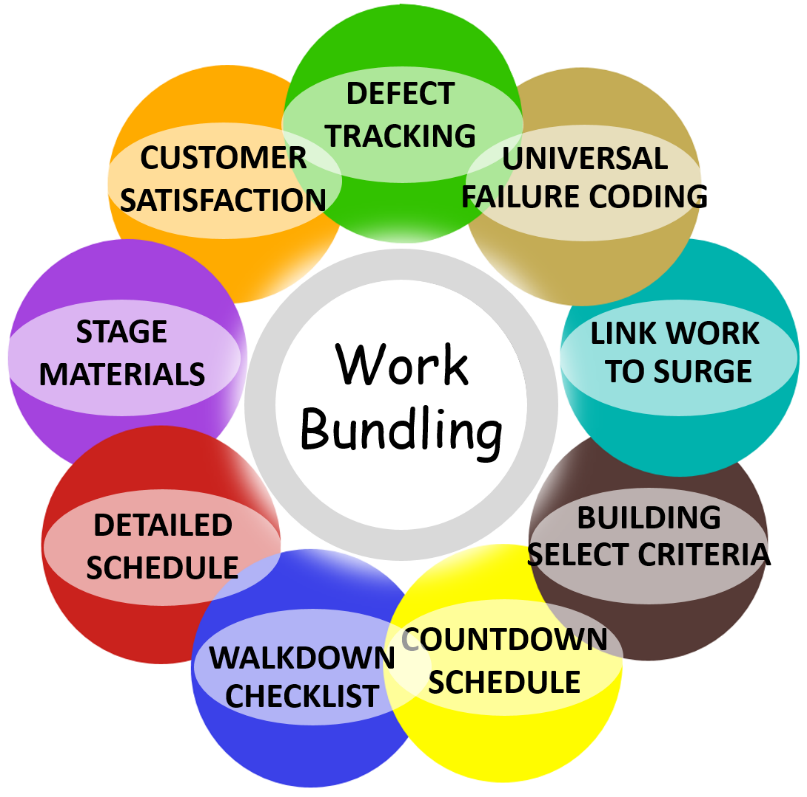 DEFECT
TRACKING
UNIVERSAL
FAILURE CODING
LINK WORK
TO SURGE
BUILDING
SELECT CRITERIA
COUNTDOWN
SCHEDULE
WALKDOWN
CHECKLIST
DETAILED
SCHEDULE
STAGE
MATERIALS
CUSTOMER
SATISFACTION
Work
Bundling